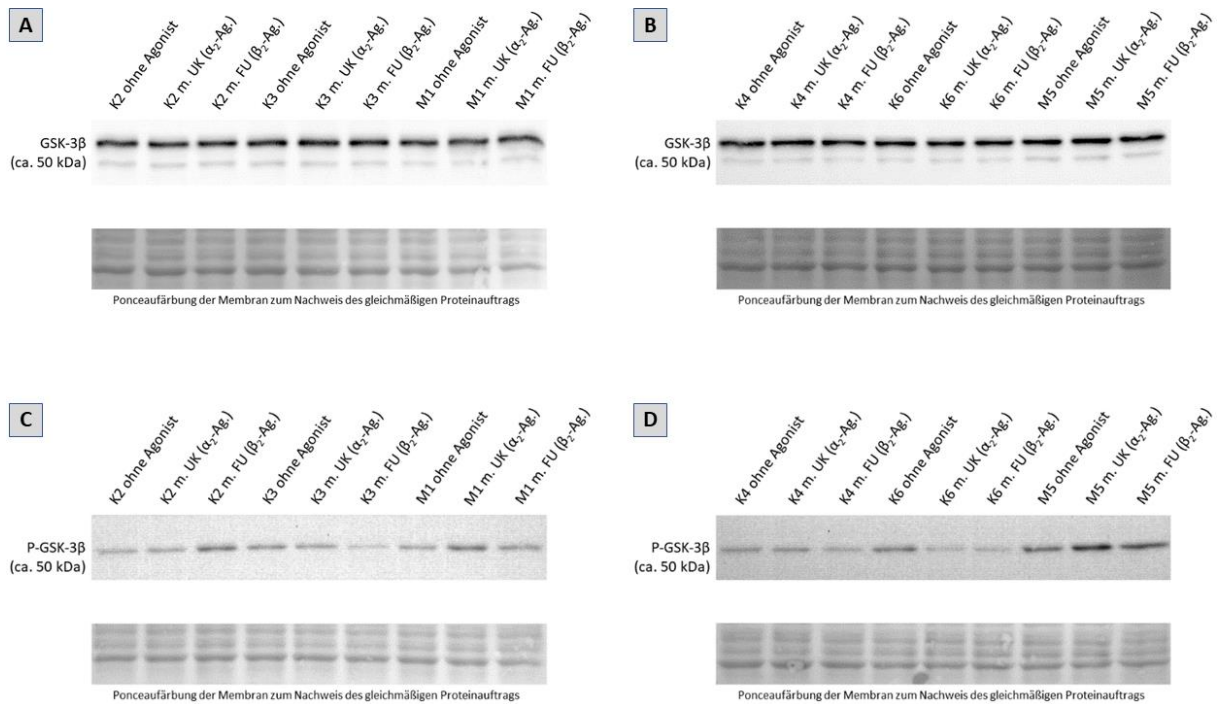 A
K2 ohne Agonist
K2 m. UK (α₂-Ag.)
K2 m. FU (β₂-Ag.)
K3 ohne Agonist
K3 m. UK (α₂-Ag.)
K3 m. FU (β₂-Ag.)
M1 ohne Agonist
M1 m. UK (α₂-Ag.)
M1 m. FU (β₂-Ag.)
GSK-3β
(ca. 50 kDa)
Ponceaufärbung der Membran zum Nachweis des gleichmäßigen Proteinauftrags
B
K4 ohne Agonist
K4 m. UK (α₂-Ag.)
K4 m. FU (β₂-Ag.)
K6 ohne Agonist
K6 m. UK (α₂-Ag.)
K6 m. FU (β₂-Ag.)
M5 ohne Agonist
M5 m. UK (α₂-Ag.)
M5 m. FU (β₂-Ag.)
GSK-3β
(ca. 50 kDa)
Ponceaufärbung der Membran zum Nachweis des gleichmäßigen Proteinauftrags
C
K2 ohne Agonist
K2 m. UK (α₂-Ag.)
K2 m. FU (β₂-Ag.)
K3 ohne Agonist
K3 m. UK (α₂-Ag.)
K3 m. FU (β₂-Ag.)
M1 ohne Agonist
M1 m. UK (α₂-Ag.)
M1 m. FU (β₂-Ag.)
P-GSK-3β
(ca. 50 kDa)
Ponceaufärbung der Membran zum Nachweis des gleichmäßigen Proteinauftrags
D
K4 ohne Agonist
K4 m. UK (α₂-Ag.)
K4 m. FU (β₂-Ag.)
K6 ohne Agonist
K6 m. UK (α₂-Ag.)
K6 m. FU (β₂-Ag.)
M5 ohne Agonist
M5 m. UK (α₂-Ag.)
M5 m. FU (β₂-Ag.)
P-GSK-3β
(ca. 50 kDa)
Ponceaufärbung der Membran zum Nachweis des gleichmäßigen Proteinauftrags